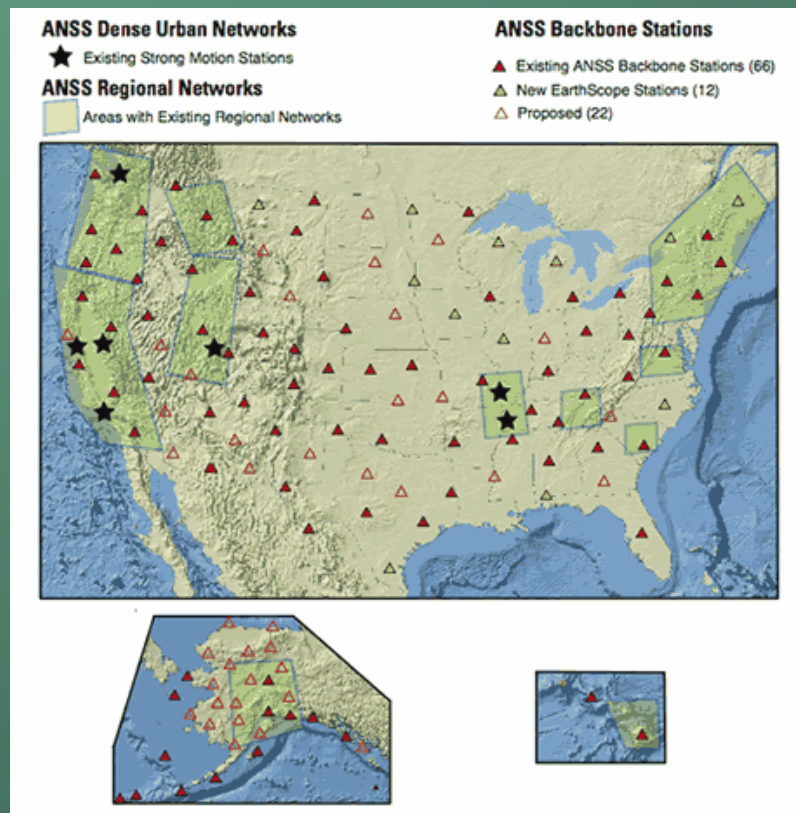 ANSS Dense Urban Networks
Existing Strong Motion Stations
ANSS Regional Networks
Areas with Existing Regional Networks
ANSS Backbone Stations
Existing ANSS Backbone Stations (66)
New EarthScope Stations (12)
Proposed (22)